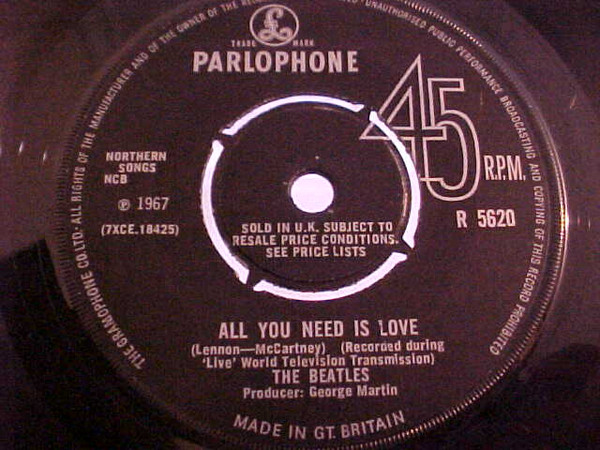 THE GRAMOPHONE CO. LTD. ALL RIGHTS OF THE MANUFACTURER AND OF THE OWNER OF THE RECORDED
UNAUTHORISED PUBLIC PERFORMANCE BROADCASTING AND COPYING OF THIS RECORD PROHIBITED
£
TRADE MARK
PARLOPHONE
45
R.P.M.
R 5620
NORTHERN
SONGS
NCB
℗ 1967
(7XCE.18425)
SOLD IN U.K. SUBJECT TO
RESALE PRICE CONDITIONS.
SEE PRICE LISTS
ALL YOU NEED IS LOVE
(Lennon—McCartney) (Recorded during
'Live' World Television Transmission)
THE BEATLES
Producer: George Martin
MADE IN GT. BRITAIN